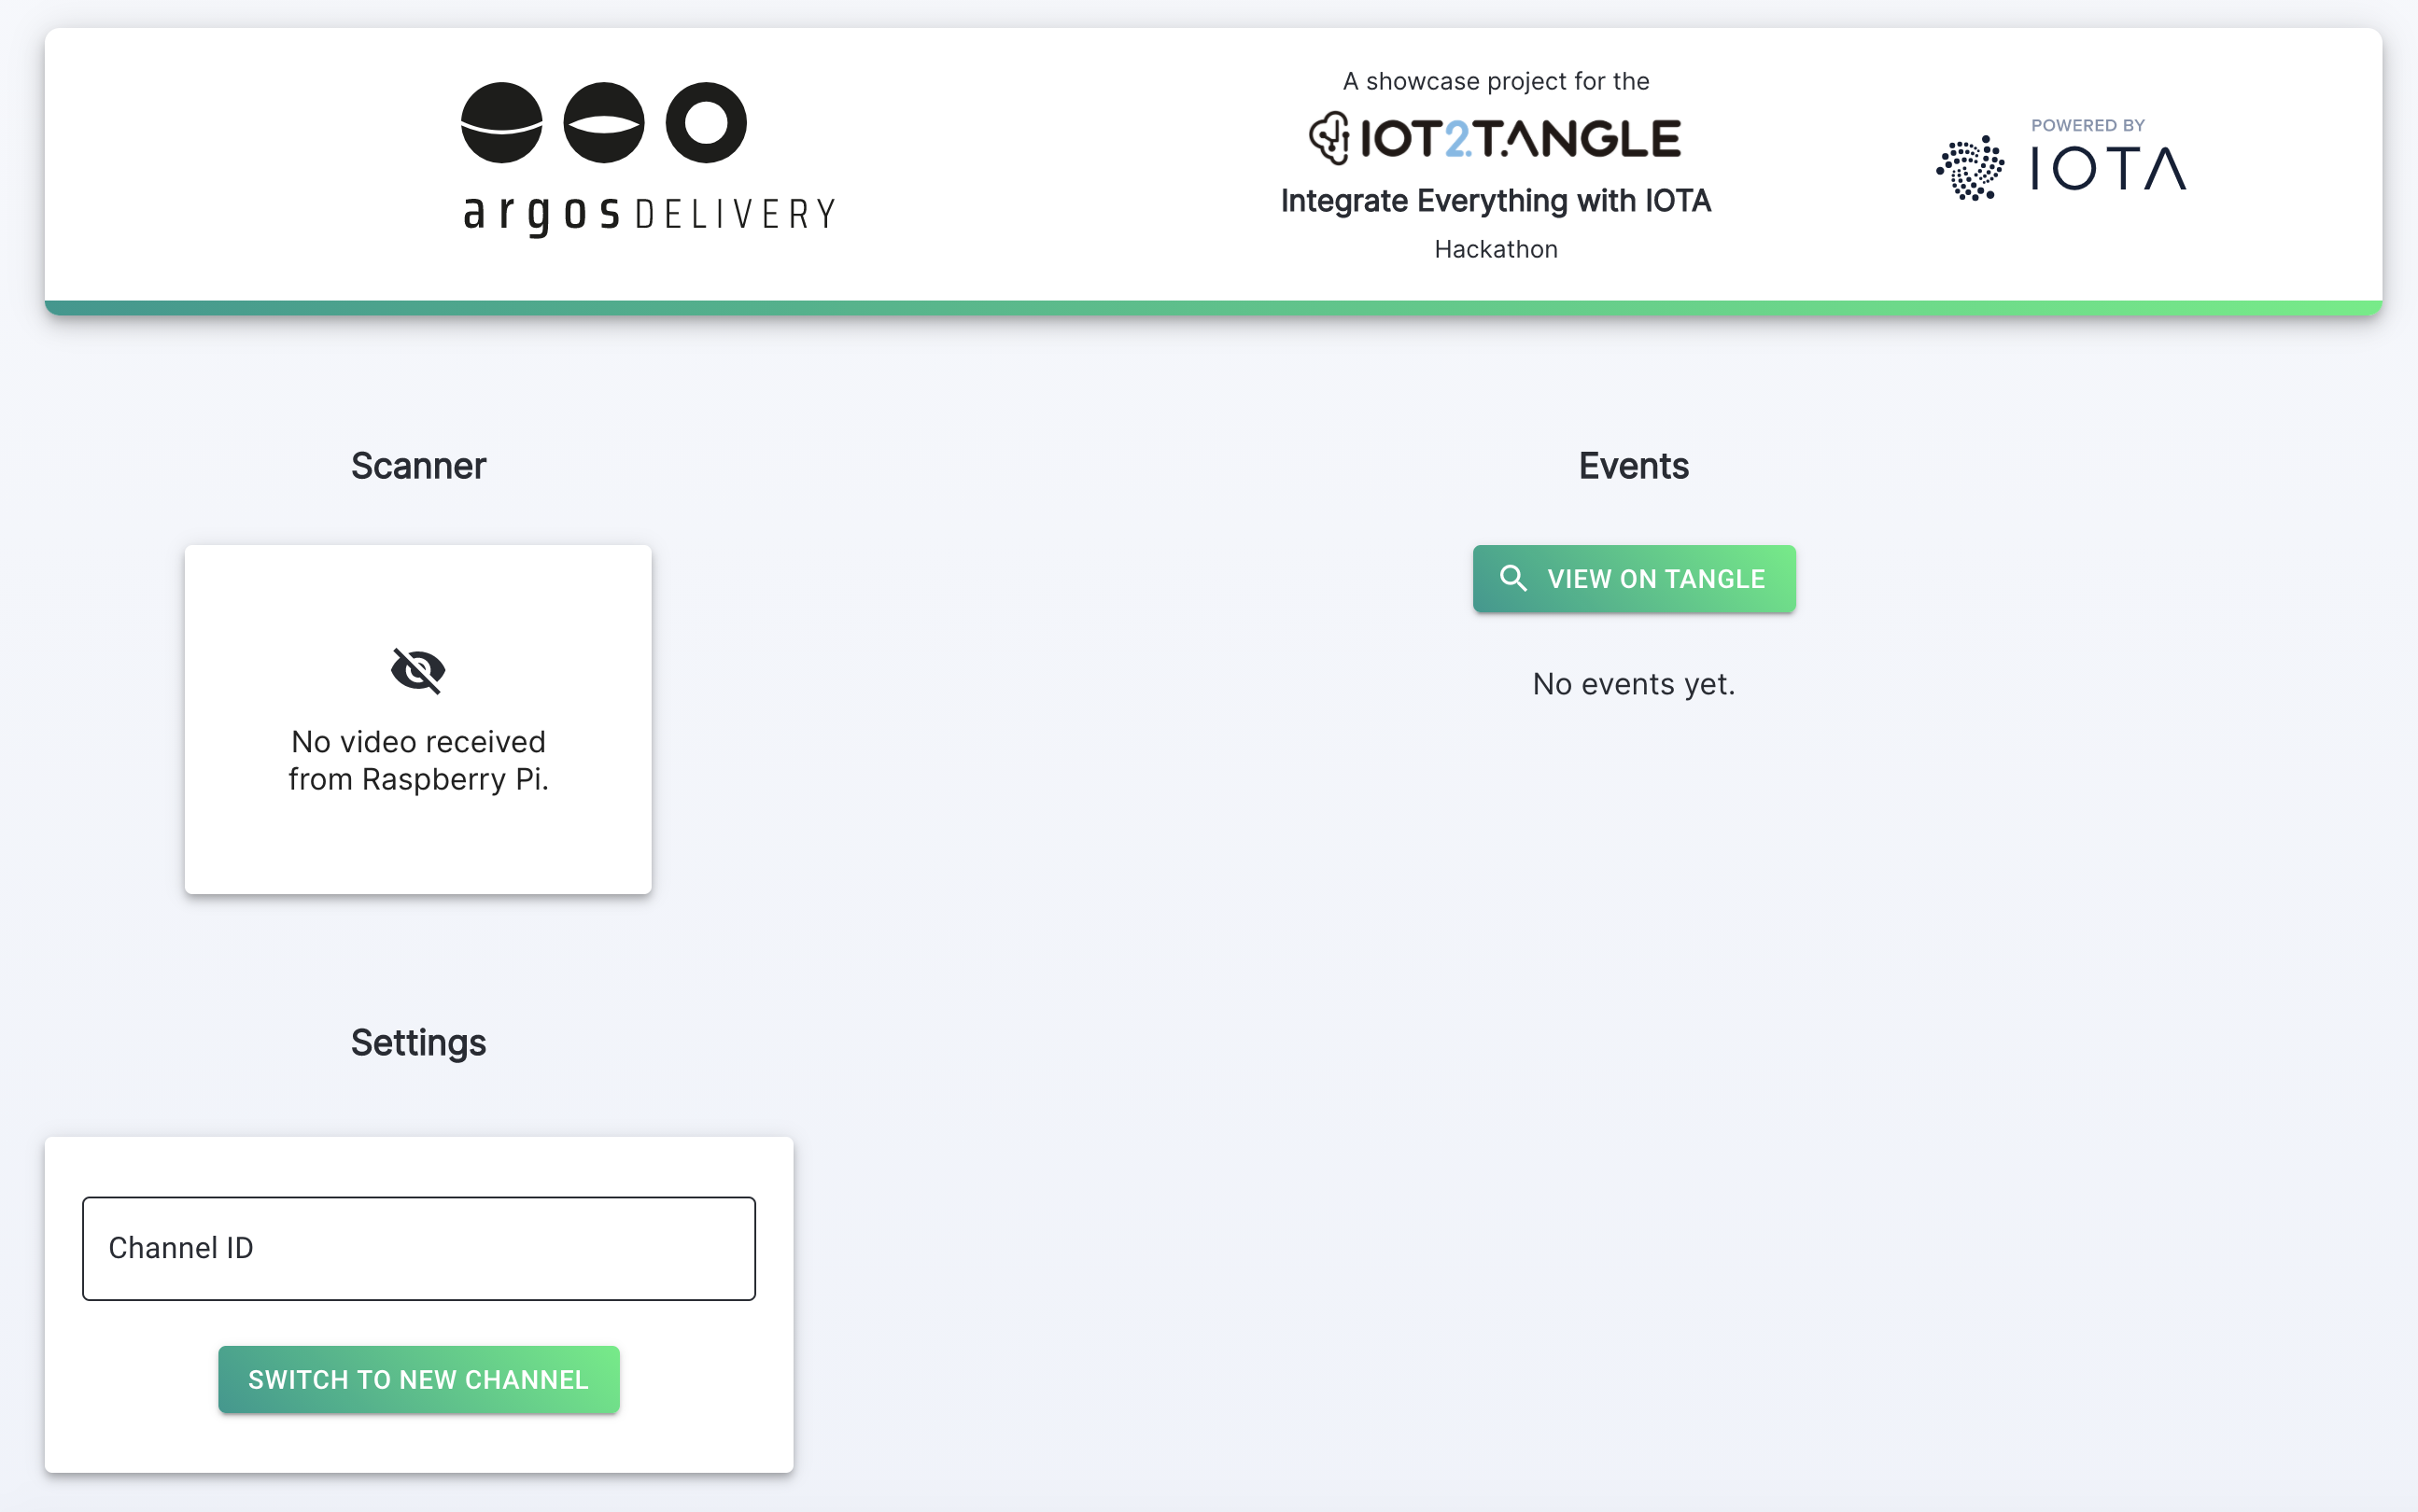 argos DELIVERY
A showcase project for the
IOT2TANGLE
Integrate Everything with IOTA
Hackathon
POWERED BY
IOTA
Scanner
No video received
from Raspberry Pi.
Events
VIEW ON TANGLE
No events yet.
Settings
Channel ID
SWITCH TO NEW CHANNEL